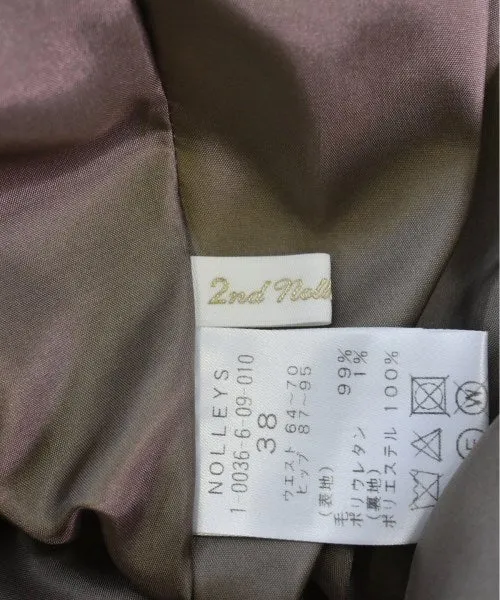 2nd Noll
NOLLEYS
1-0036-6-09-010
38
ウエスト 64~70
ヒップ 87~95
(表地)
毛 99%
ポリウレタン 1%
(裏地)
ポリエステル 100%
W
F